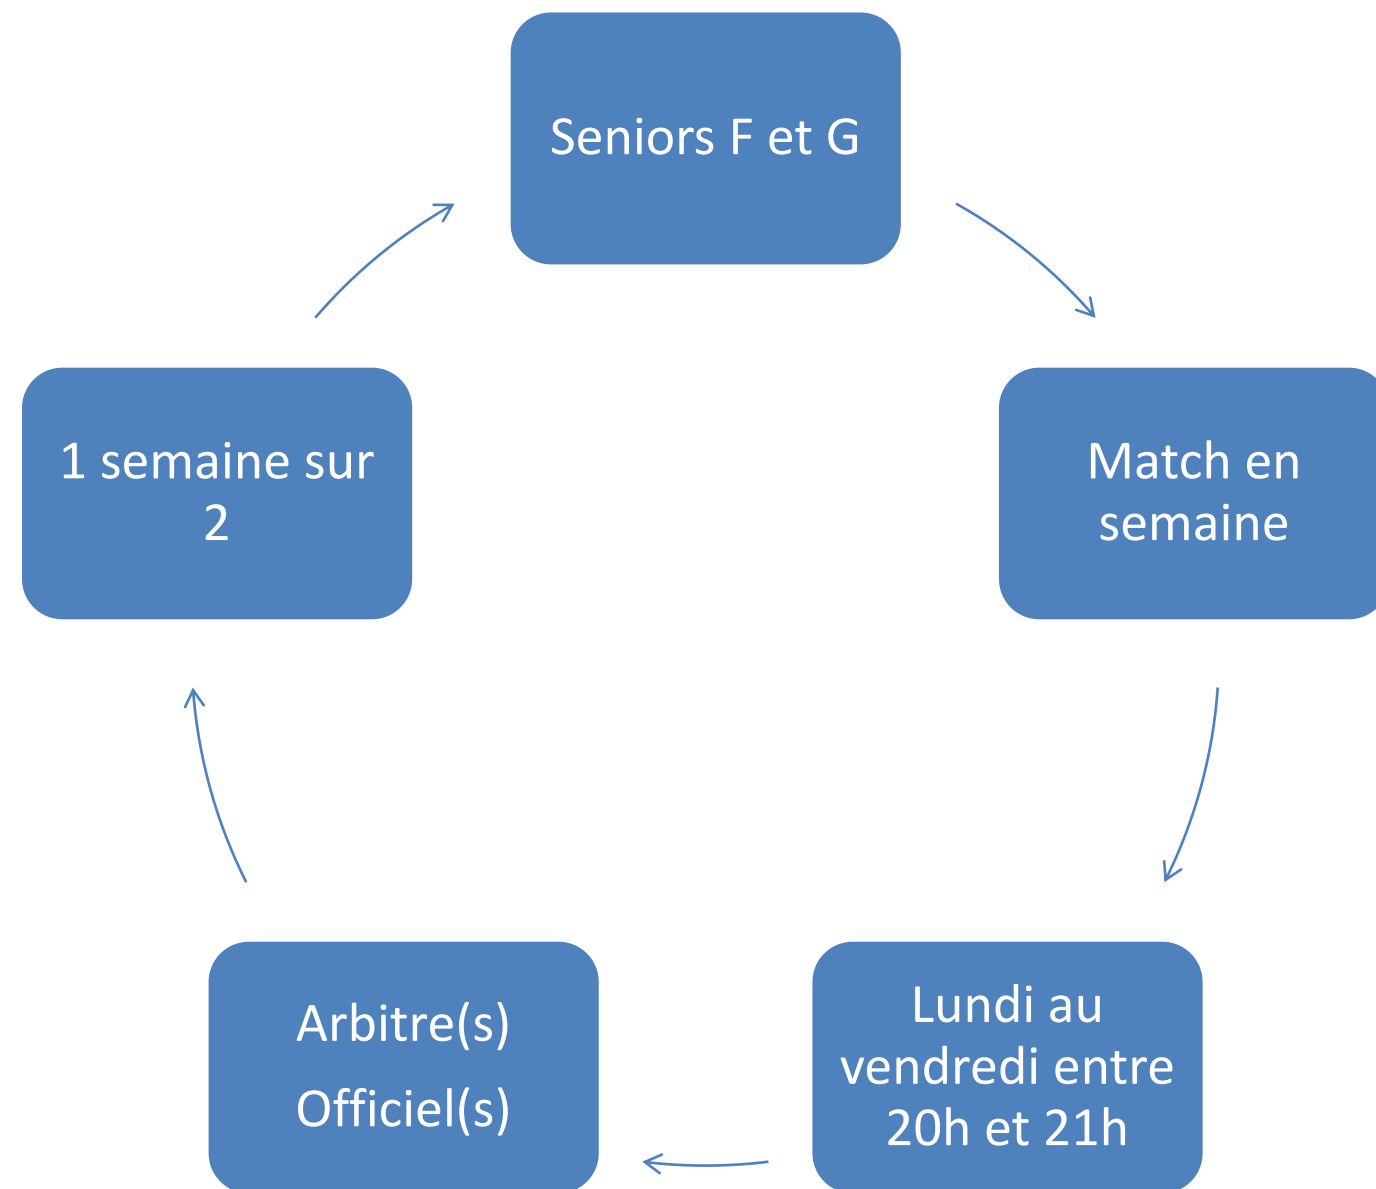 Seniors F et G
Match en
semaine
Lundi au
vendredi entre
20h et 21h
Arbitre(s)
Officiel(s)
1 semaine sur
2